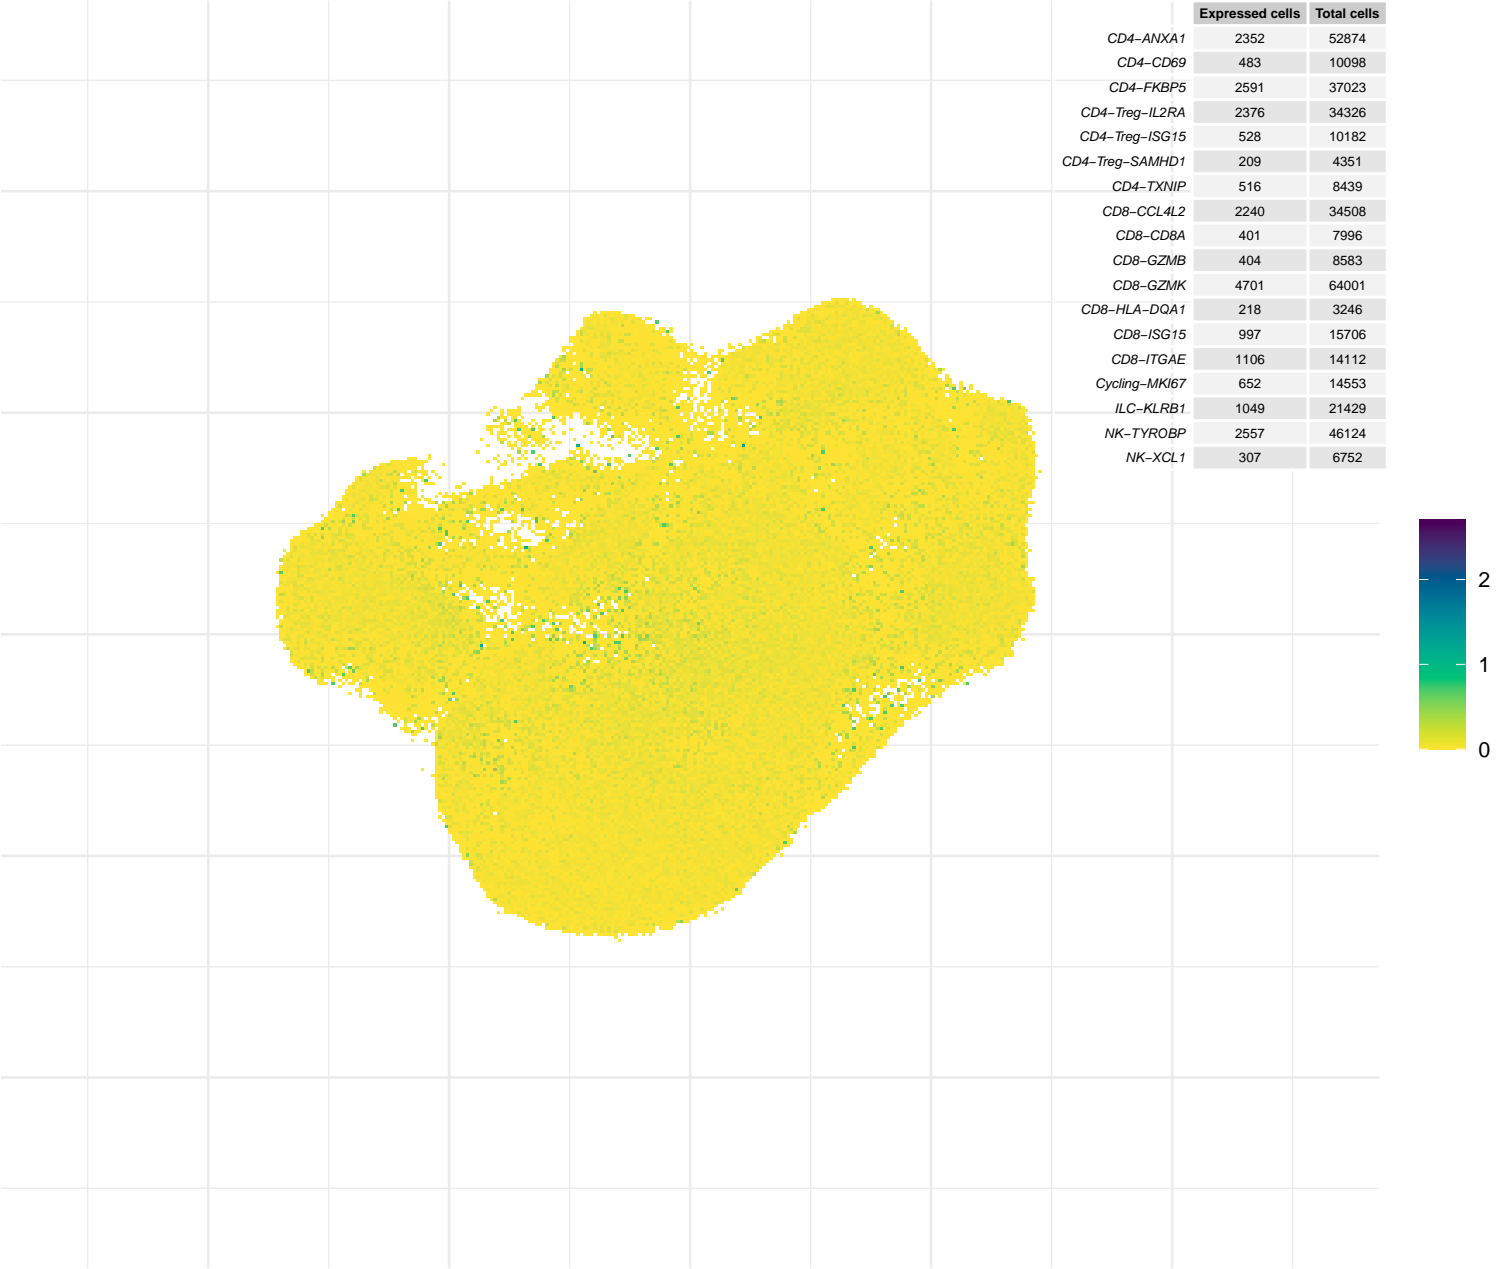 Expressed cells Total cells
CD4−ANXA1 2352 52874
CD4−CD69 483 10098
CD4−FKBP5 2591 37023
CD4−Treg−IL2RA 2376 34326
CD4−Treg−ISG15 528 10182
CD4−Treg−SAMHD1 209 4351
CD4−TXNIP 516 8439
CD8−CCL4L2 2240 34508
CD8−CD8A 401 7996
CD8−GZMB 404 8583
CD8−GZMK 4701 64001
CD8−HLA−DQA1 218 3246
CD8−ISG15 997 15706
CD8−ITGAE 1106 14112
Cycling−MKI67 652 14553
ILC−KLRB1 1049 21429
NK−TYROBP 2557 46124
NK−XCL1 307 6752
2
1
0